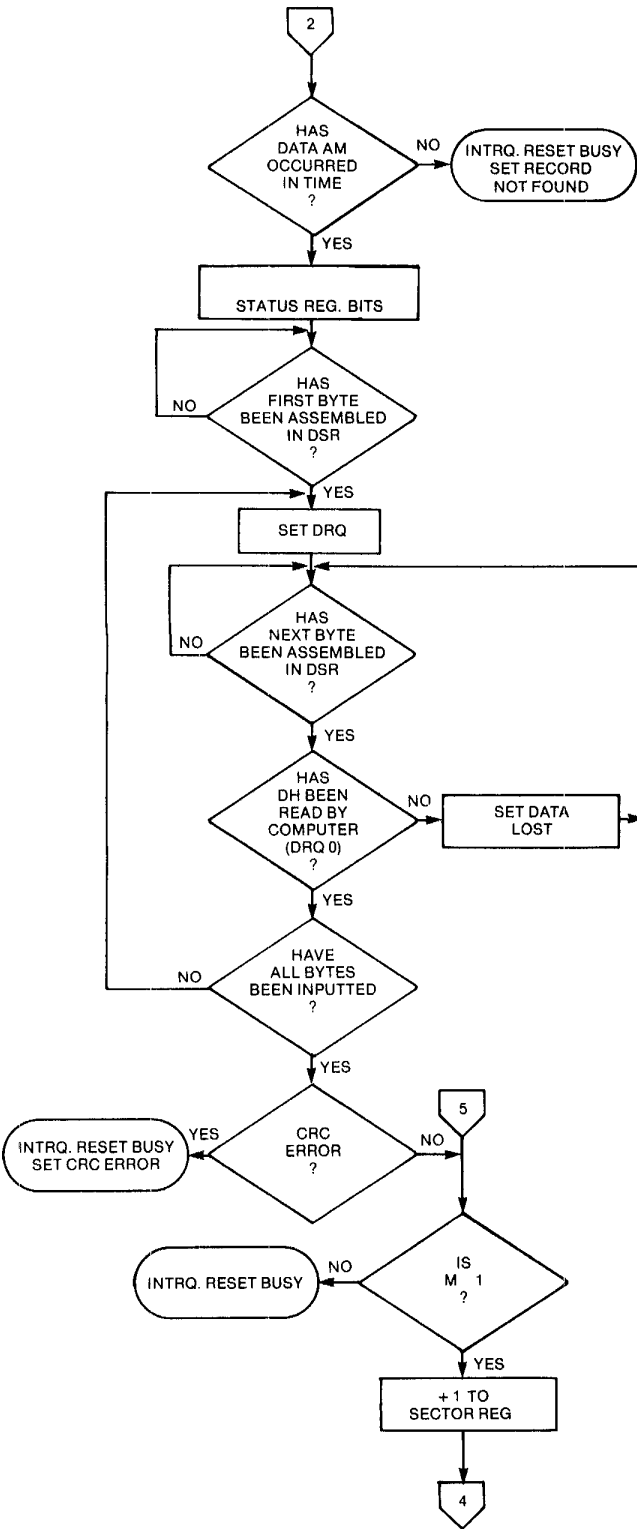 2
HAS
DATA AM
OCCURRED
IN TIME
?
NO
INTRQ. RESET BUSY
SET RECORD
NOT FOUND
YES
STATUS REG. BITS
HAS
FIRST BYTE
BEEN ASSEMBLED
IN DSR
?
NO
YES
SET DRQ
HAS
NEXT BYTE
BEEN ASSEMBLED
IN DSR
?
NO
YES
HAS
DH BEEN
READ BY
COMPUTER
(DRQ 0)
?
NO
SET DATA
LOST
YES
HAVE
ALL BYTES
BEEN INPUTTED
?
NO
YES
CRC
ERROR
?
YES
INTRQ. RESET BUSY
SET CRC ERROR
NO
5
IS
M 1
?
NO
INTRQ. RESET BUSY
YES
+ 1 TO
SECTOR REG
4